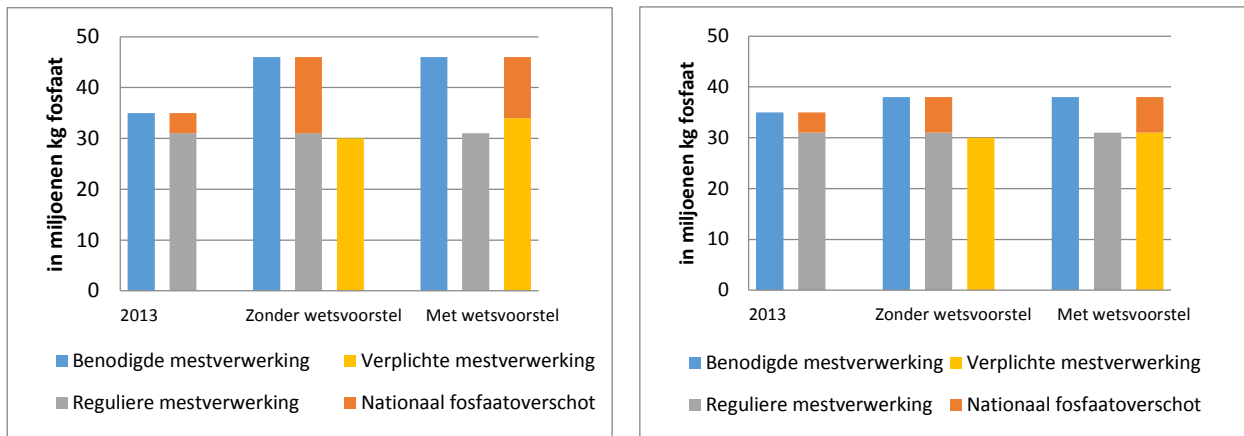 in miljoenen kg fosfaat
50
40
30
20
10
0
2013 Zonder wetsvoorstel Met wetsvoorstel
Benodigde mestverwerking Verplichte mestverwerking
Reguliere mestverwerking Nationaal fosfaatoverschot
in miljoenen kg fosfaat
50
40
30
20
10
0
2013 Zonder wetsvoorstel Met wetsvoorstel
Benodigde mestverwerking Verplichte mestverwerking
Reguliere mestverwerking Nationaal fosfaatoverschot